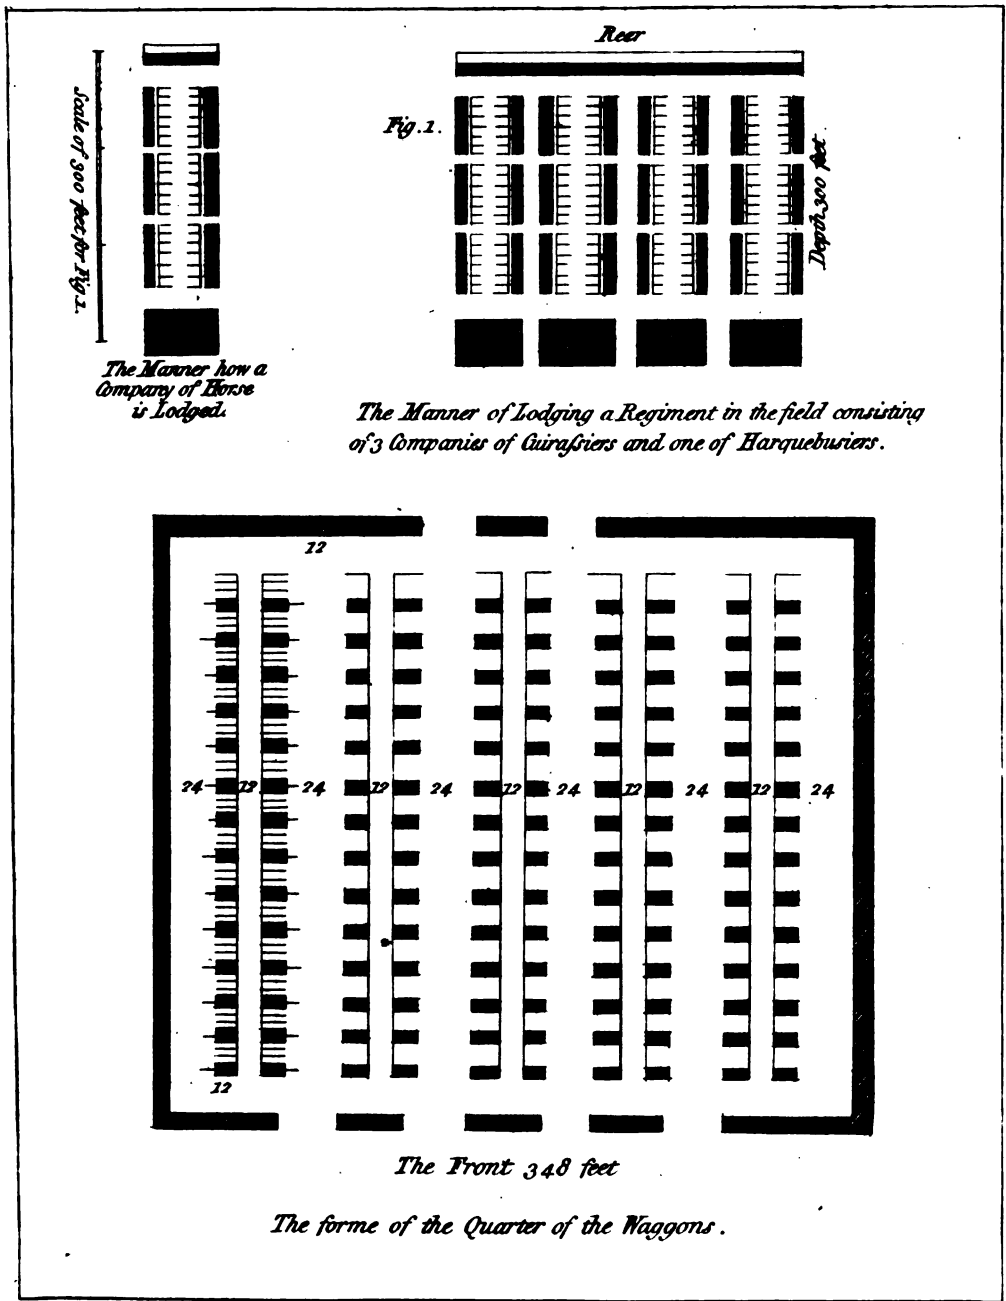 Scale of 300 feet for Fig.1.
The Manner how a
Company of Horse
is Lodged.
Rear
Fig.1.
Depth 300 feet
The Manner of Lodging a Regiment in the field consisting
of 3 Companies of Cuiraſsiers and one of Harquebusiers.
12
24 12 24 12 24 12 24 12 24 12 24
12
The Front 348 feet
The forme of the Quarter of the Waggons.